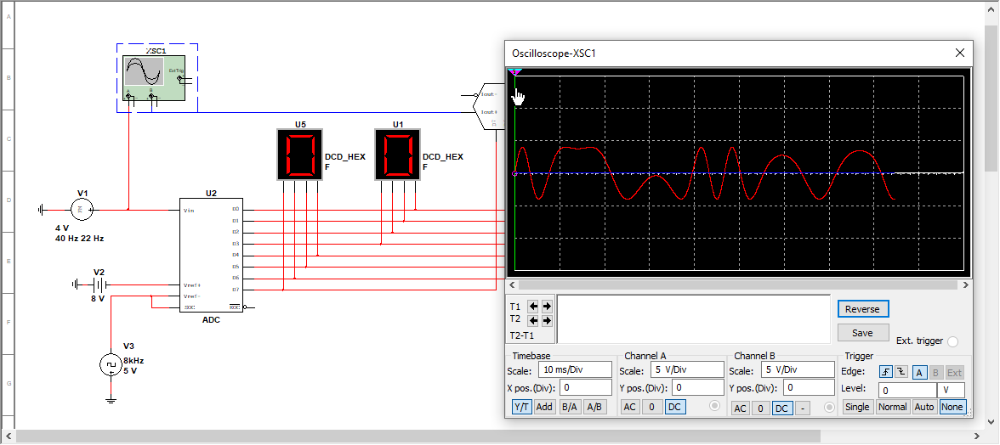 A
B
C
D
E
F
G
XSC1
Ext Trig
A
B
U5
DCD_HEX
F
U1
DCD_HEX
F
Iout-
Iout+
D7
V1
FM
4 V
40 Hz 22 Hz
V2
8 V
V3
8kHz
5 V
U2
Vin
Vref+
Vref-
SOC
D0
D1
D2
D3
D4
D5
D6
D7
EOC
ADC
Oscilloscope-XSC1
T1
T2
T2-T1
Reverse
Save
Ext. trigger
Timebase
Scale: 10 ms/Div
X pos.(Div): 0
Y/T Add B/A A/B
Channel A
Scale: 5 V/Div
Y pos.(Div): 0
AC 0 DC
Channel B
Scale: 5 V/Div
Y pos.(Div): 0
AC 0 DC -
Trigger
Edge: A B Ext
Level: 0 V
Single Normal Auto None